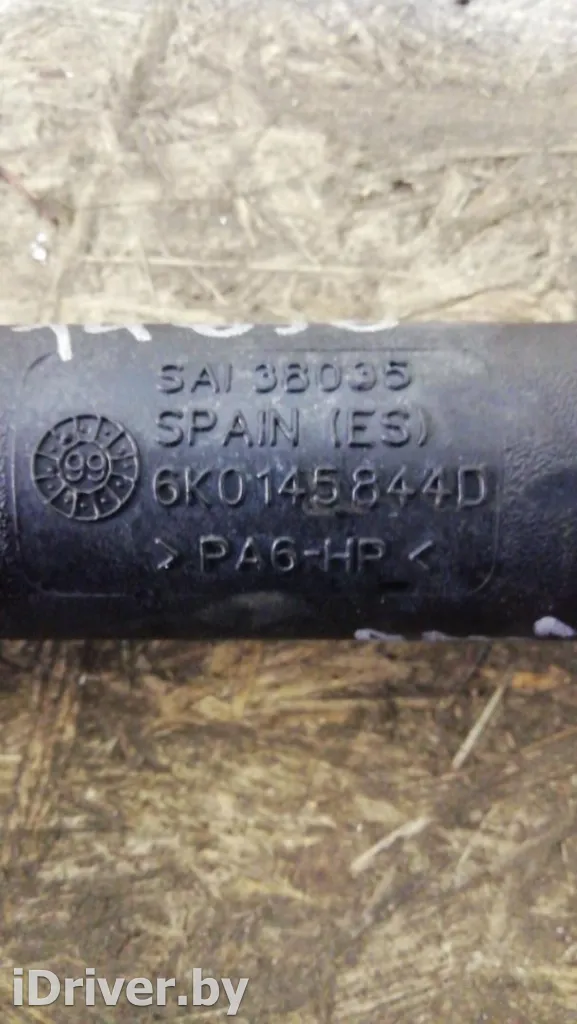 SAI 38035
SPAIN (ES)
99
6K0145844D
> PA6-HP <
iDriver.by